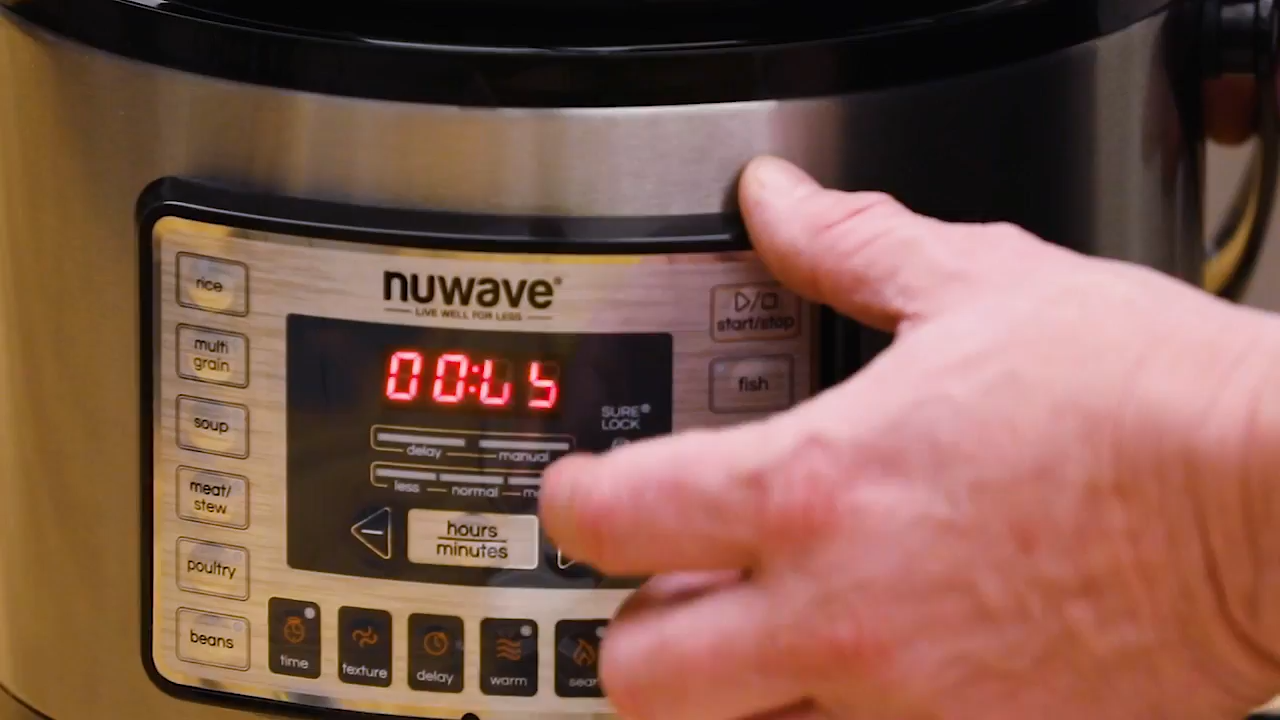 nuwave®
LIVE WELL FOR LESS
rice
multi
grain
soup
meat/
stew
poultry
beans
00:
SURE®
LOCK
delay
manual
less
normal
hours
minutes
start/stop
fish
time
texture
delay
warm
sear